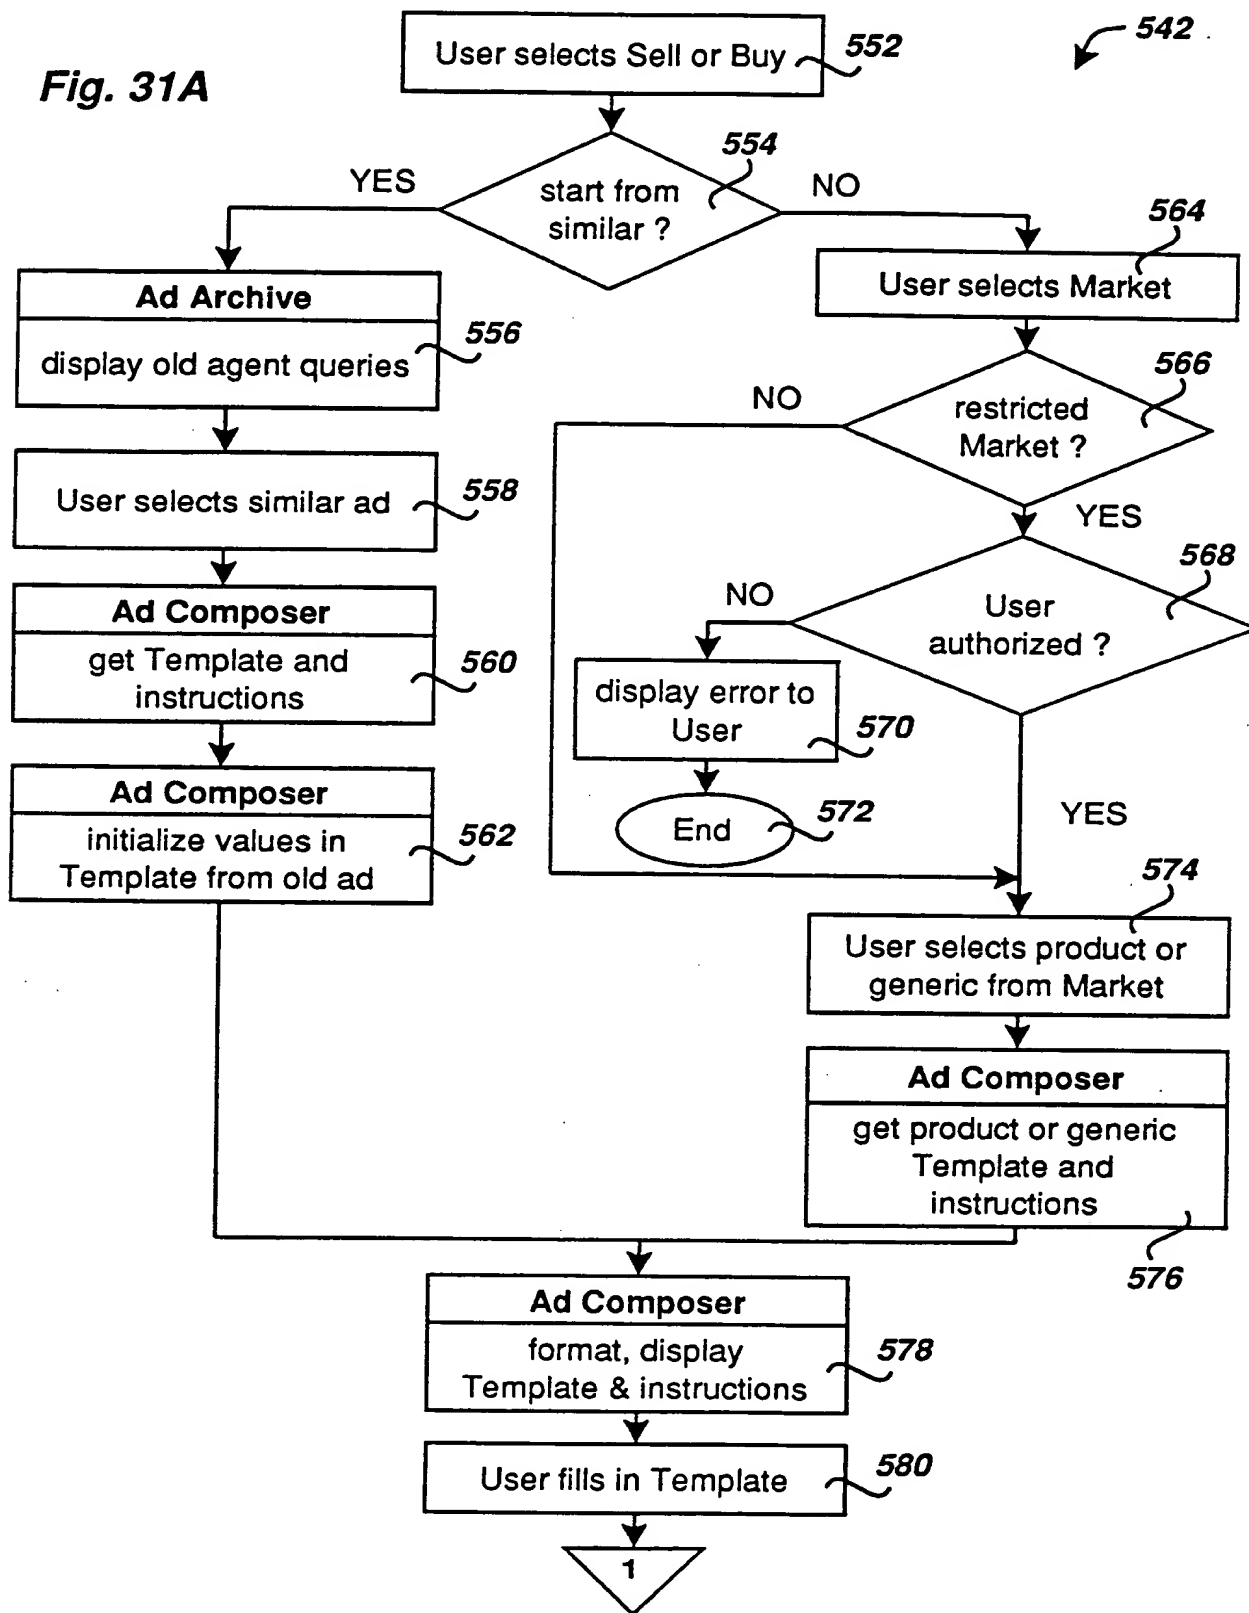 Fig. 31A
542
User selects Sell or Buy
552
554
start from
similar ?
YES
NO
564
User selects Market
Ad Archive
display old agent queries
556
566
restricted
Market ?
NO
YES
User selects similar ad
558
568
User
authorized ?
NO
YES
Ad Composer
get Template and
instructions
560
display error to
User
570
End
572
Ad Composer
initialize values in
Template from old ad
562
574
User selects product or
generic from Market
Ad Composer
get product or generic
Template and
instructions
576
Ad Composer
format, display
Template & instructions
578
User fills in Template
580
1